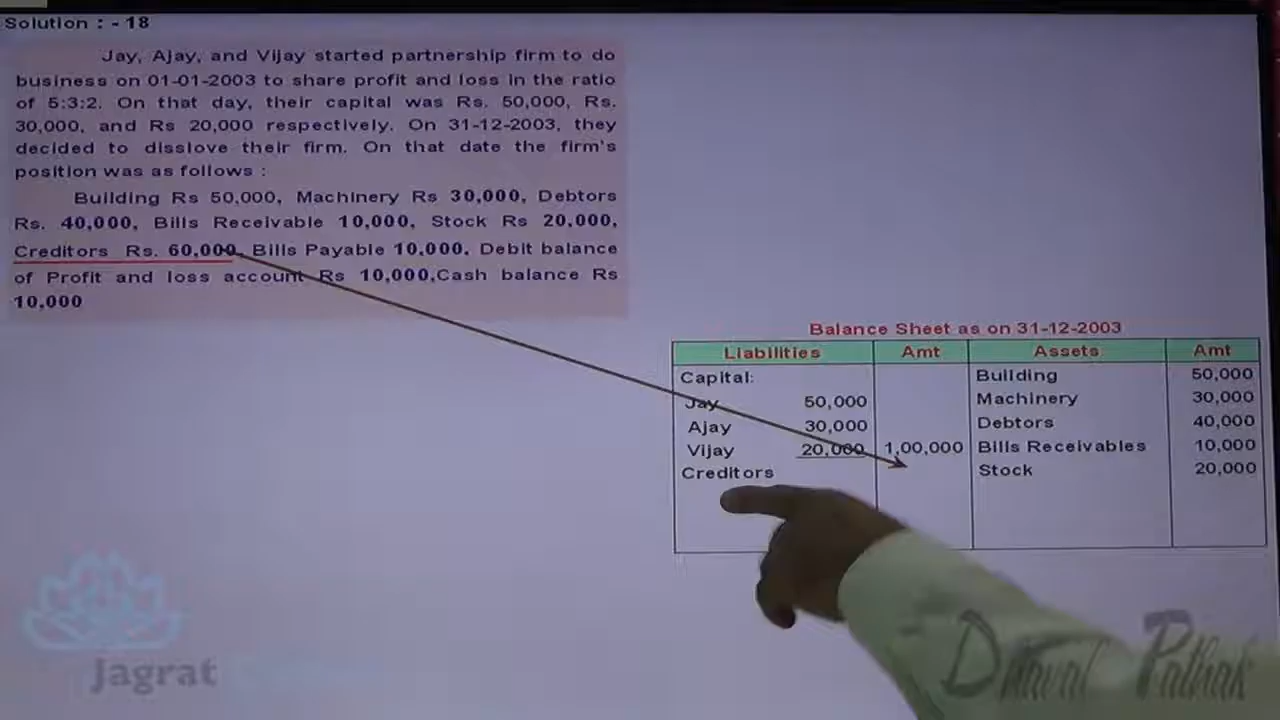 Solution : - 18
Jay, Ajay, and Vijay started partnership firm to do
business on 01-01-2003 to share profit and loss in the ratio
of 5:3:2. On that day, their capital was Rs. 50,000, Rs.
30,000, and Rs 20,000 respectively. On 31-12-2003, they
decided to disslove their firm. On that date the firm's
position was as follows :
Building Rs 50,000, Machinery Rs 30,000, Debtors
Rs. 40,000, Bills Receivable 10,000, Stock Rs 20,000,
Creditors Rs. 60,000, Bills Payable 10,000, Debit balance
of Profit and loss account Rs 10,000,Cash balance Rs
10,000
Balance Sheet as on 31-12-2003
Liabilities Amt Assets Amt
Capital: Building 50,000
Jay 50,000 Machinery 30,000
Ajay 30,000 Debtors 40,000
Vijay 20,000 1,00,000 Bills Receivables 10,000
Creditors Stock 20,000
Jagrat
Dhaval Pathak